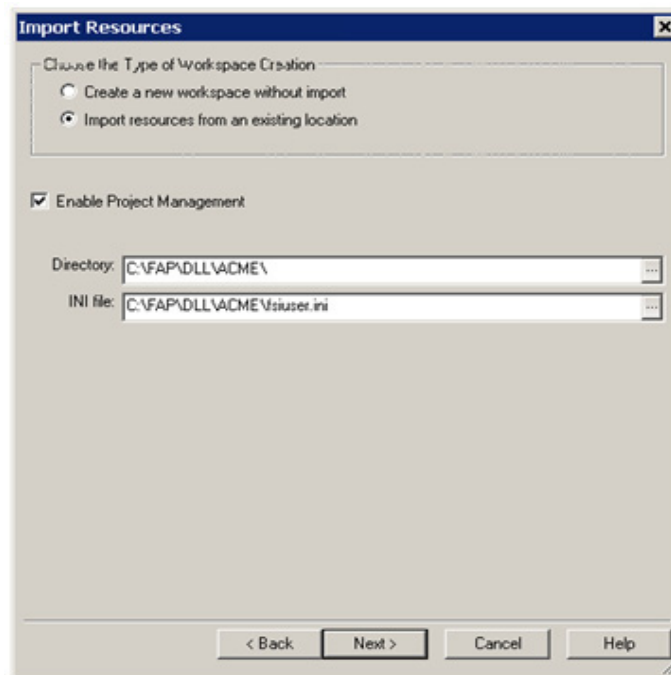 Import Resources
Choose the Type of Workspace Creation
Create a new workspace without import
Import resources from an existing location
Enable Project Management
Directory: C:\FAP\DLL\ACME\ ...
INI file: C:\FAP\DLL\ACME\fsiuser.ini ...
< Back Next > Cancel Help